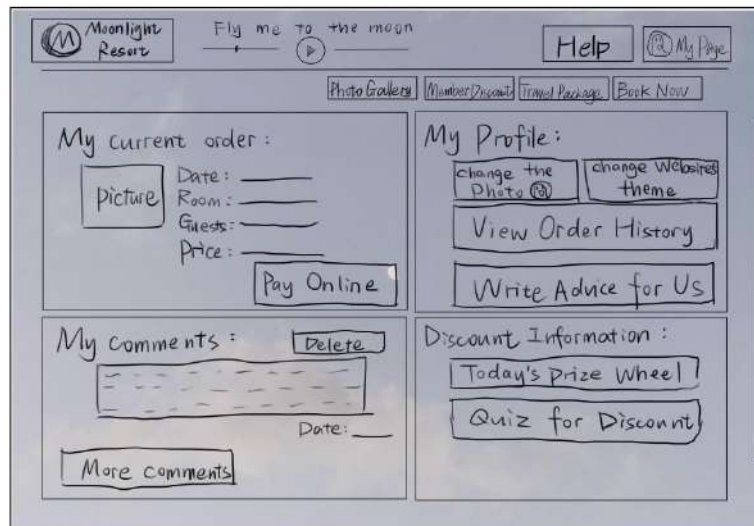 M Moonlight Resort
Fly me to the moon
Help
My Page
Photo Gallery
Member Discount
Travel Package
Book Now
My current order :
picture
Date :
Room :
Guests:
Price :
Pay Online
My Profile :
change the Photo
change Websites theme
View Order History
Write Advice for Us
My comments :
Delete
Date:
More comments
Discount Information :
Today's prize Wheel
Quiz for Discount